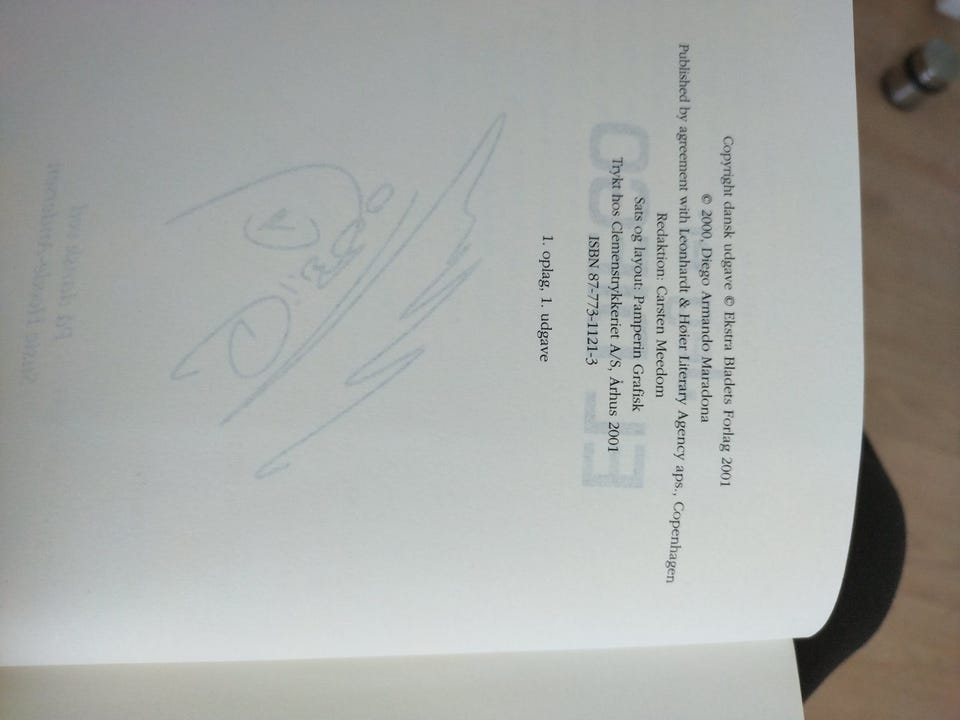 Copyright dansk udgave © Ekstra Bladets Forlag 2001
© 2000, Diego Armando Maradona
Published by agreement with Leonhardt & Høier Literary Agency aps., Copenhagen
Redaktion: Carsten Meedom
Sats og layout: Pamperin Grafisk
Trykt hos Clemenstrykkeriet A/S, Århus 2001
ISBN 87-773-1121-3
1. oplag, 1. udgave